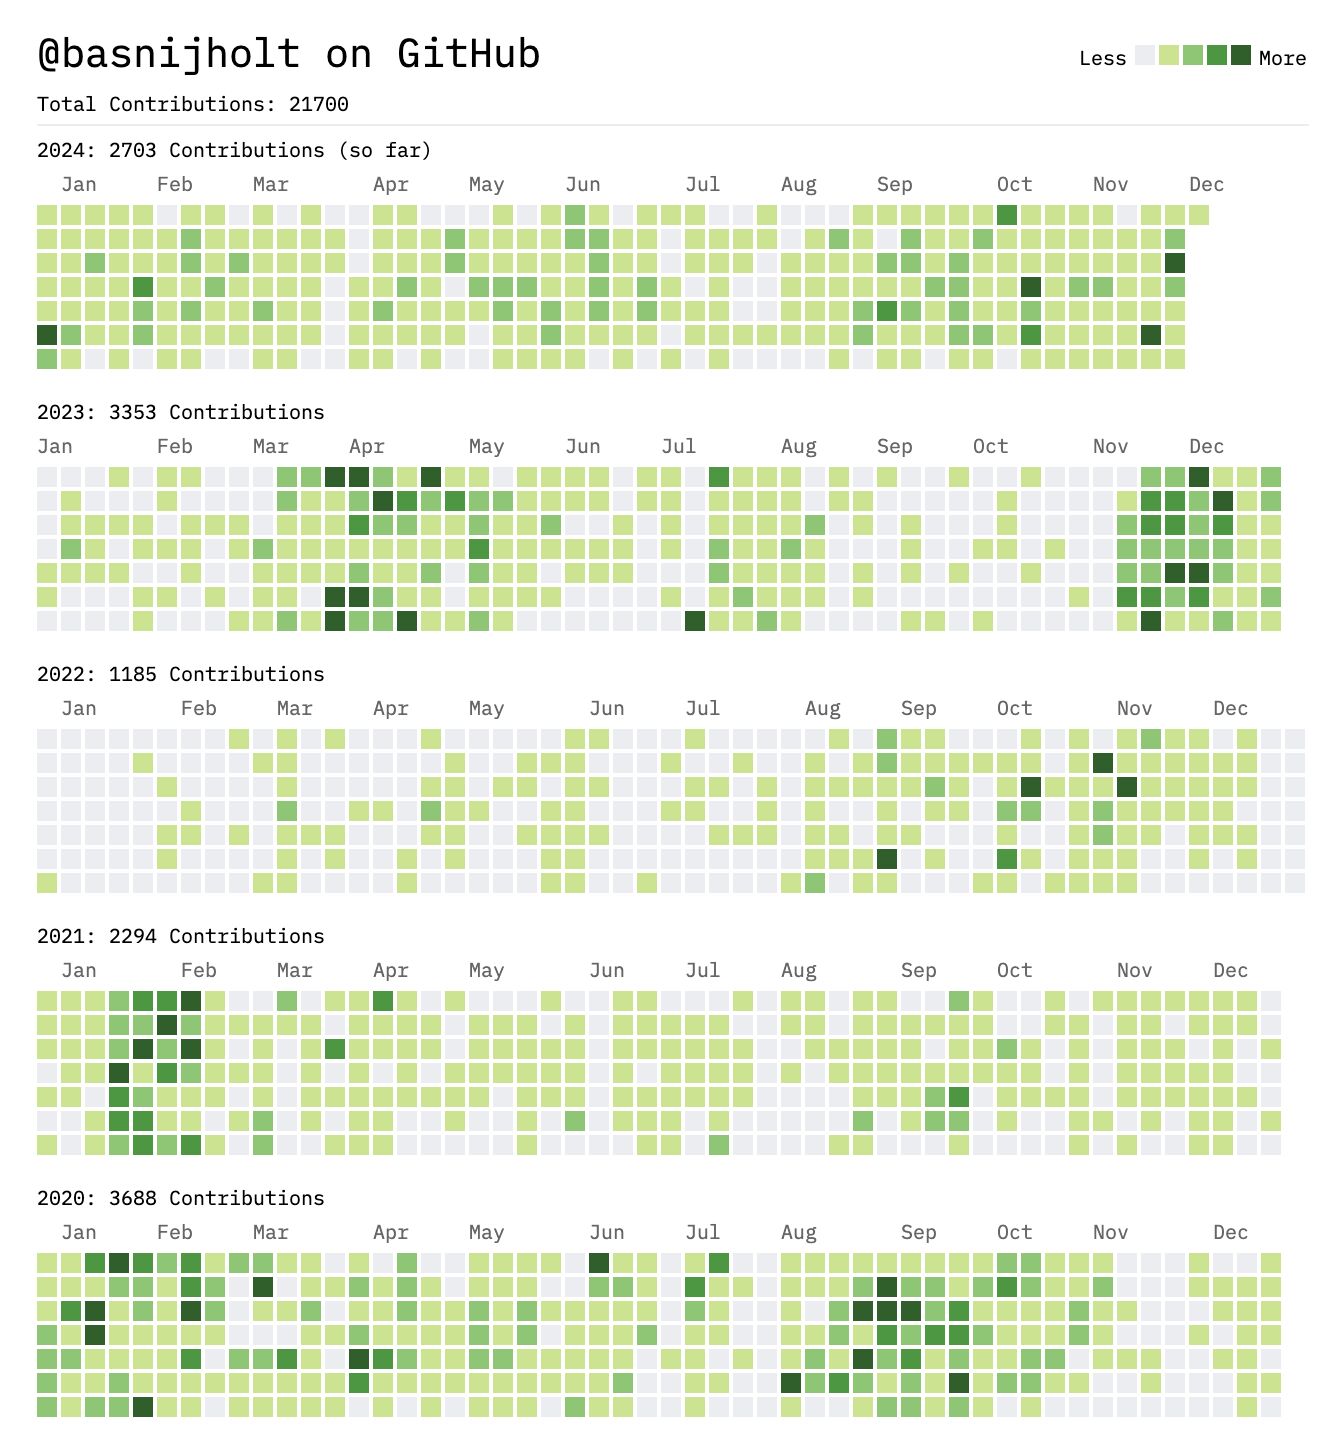 @basnijholt on GitHub
Less More
Total Contributions: 21700
2024: 2703 Contributions (so far)
Jan Feb Mar Apr May Jun Jul Aug Sep Oct Nov Dec
2023: 3353 Contributions
Jan Feb Mar Apr May Jun Jul Aug Sep Oct Nov Dec
2022: 1185 Contributions
Jan Feb Mar Apr May Jun Jul Aug Sep Oct Nov Dec
2021: 2294 Contributions
Jan Feb Mar Apr May Jun Jul Aug Sep Oct Nov Dec
2020: 3688 Contributions
Jan Feb Mar Apr May Jun Jul Aug Sep Oct Nov Dec